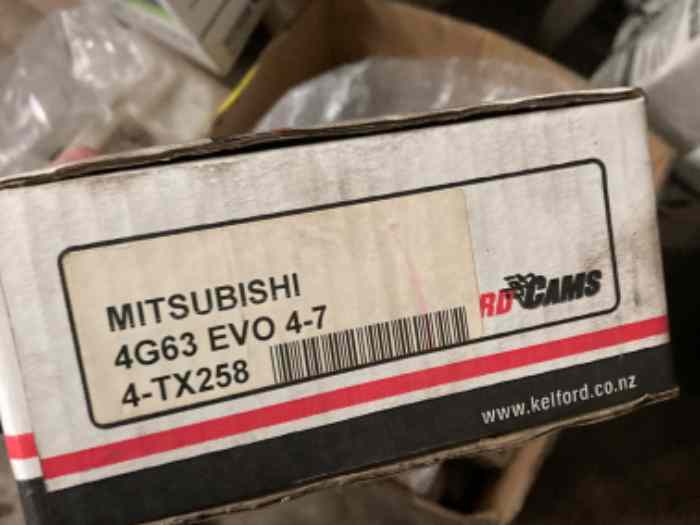 MITSUBISHI
4G63 EVO 4-7
4-TX258
RD CAMS
www.kelford.co.nz